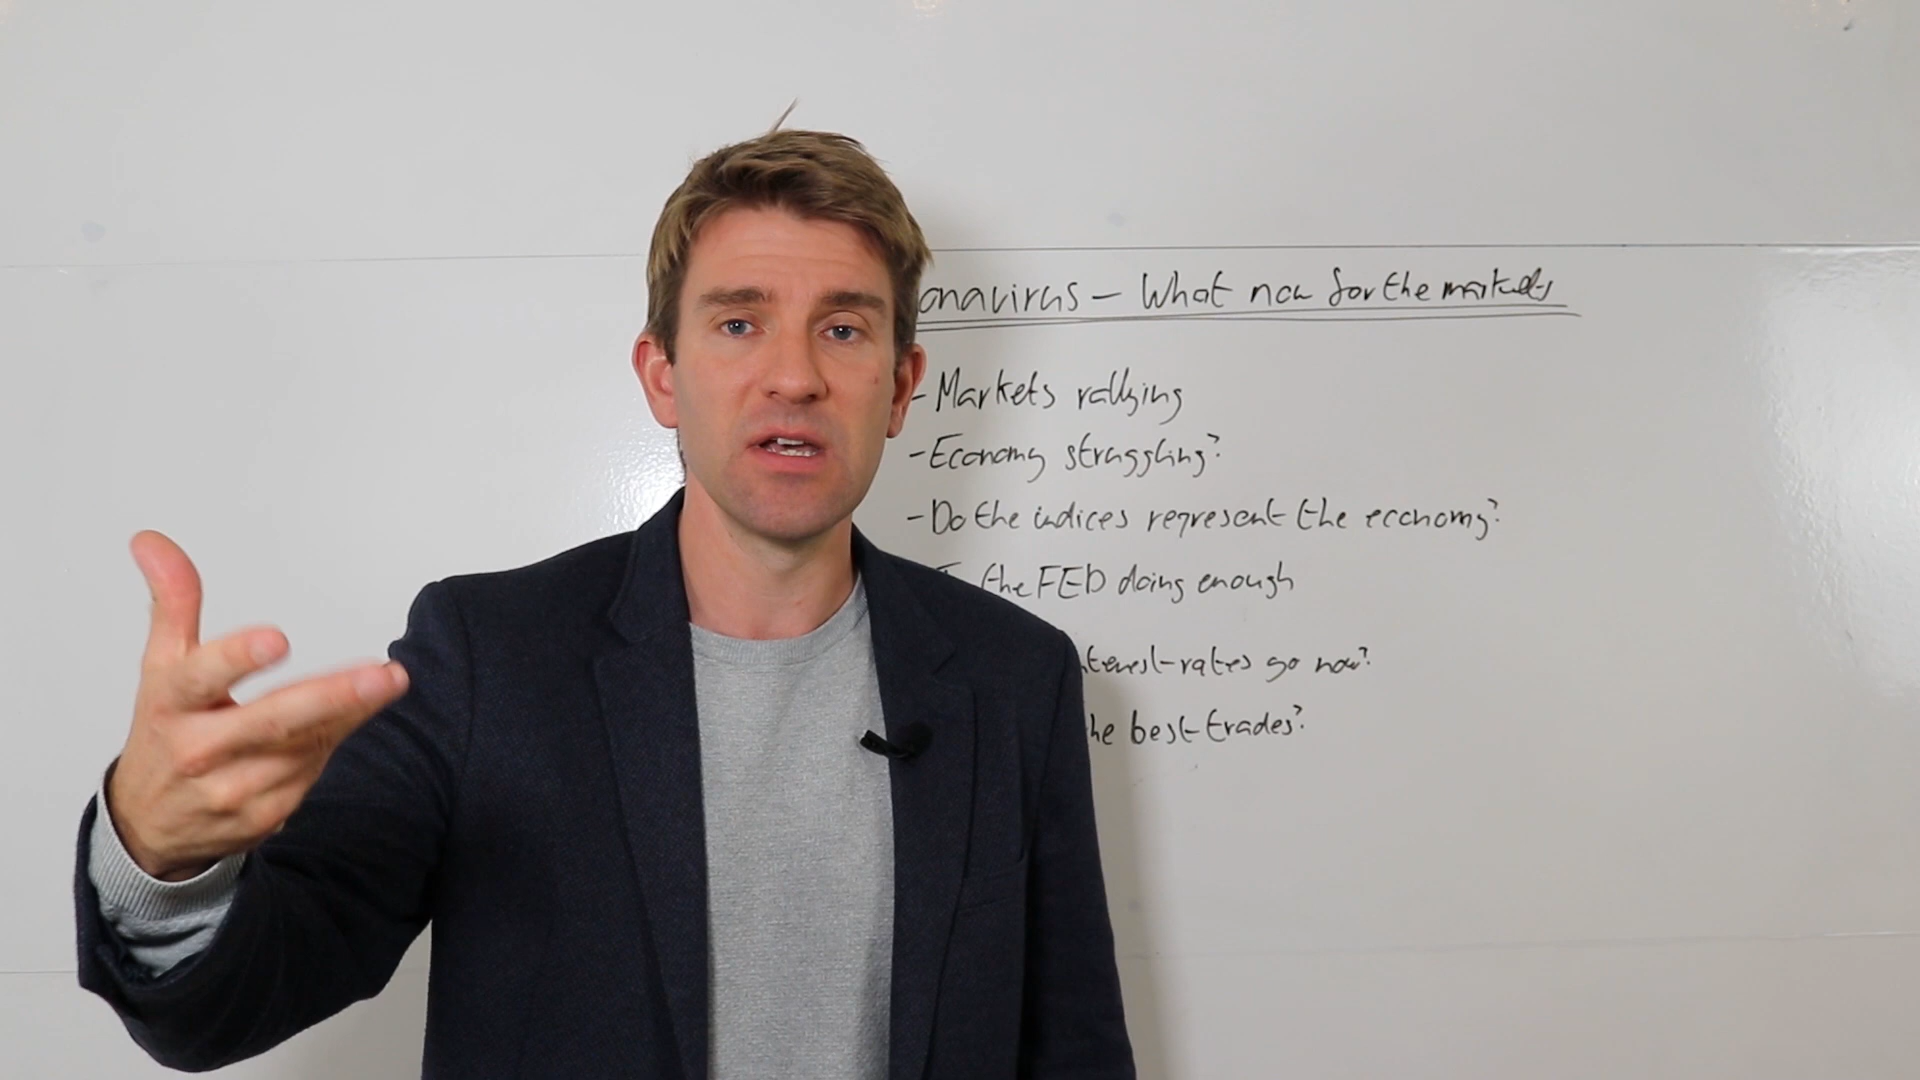 onavirus – What now for the markets
- Markets rallying
- Economy struggling?
- Do the indices represent the economy?
the FED doing enough
terest rates go now?
he best trades?